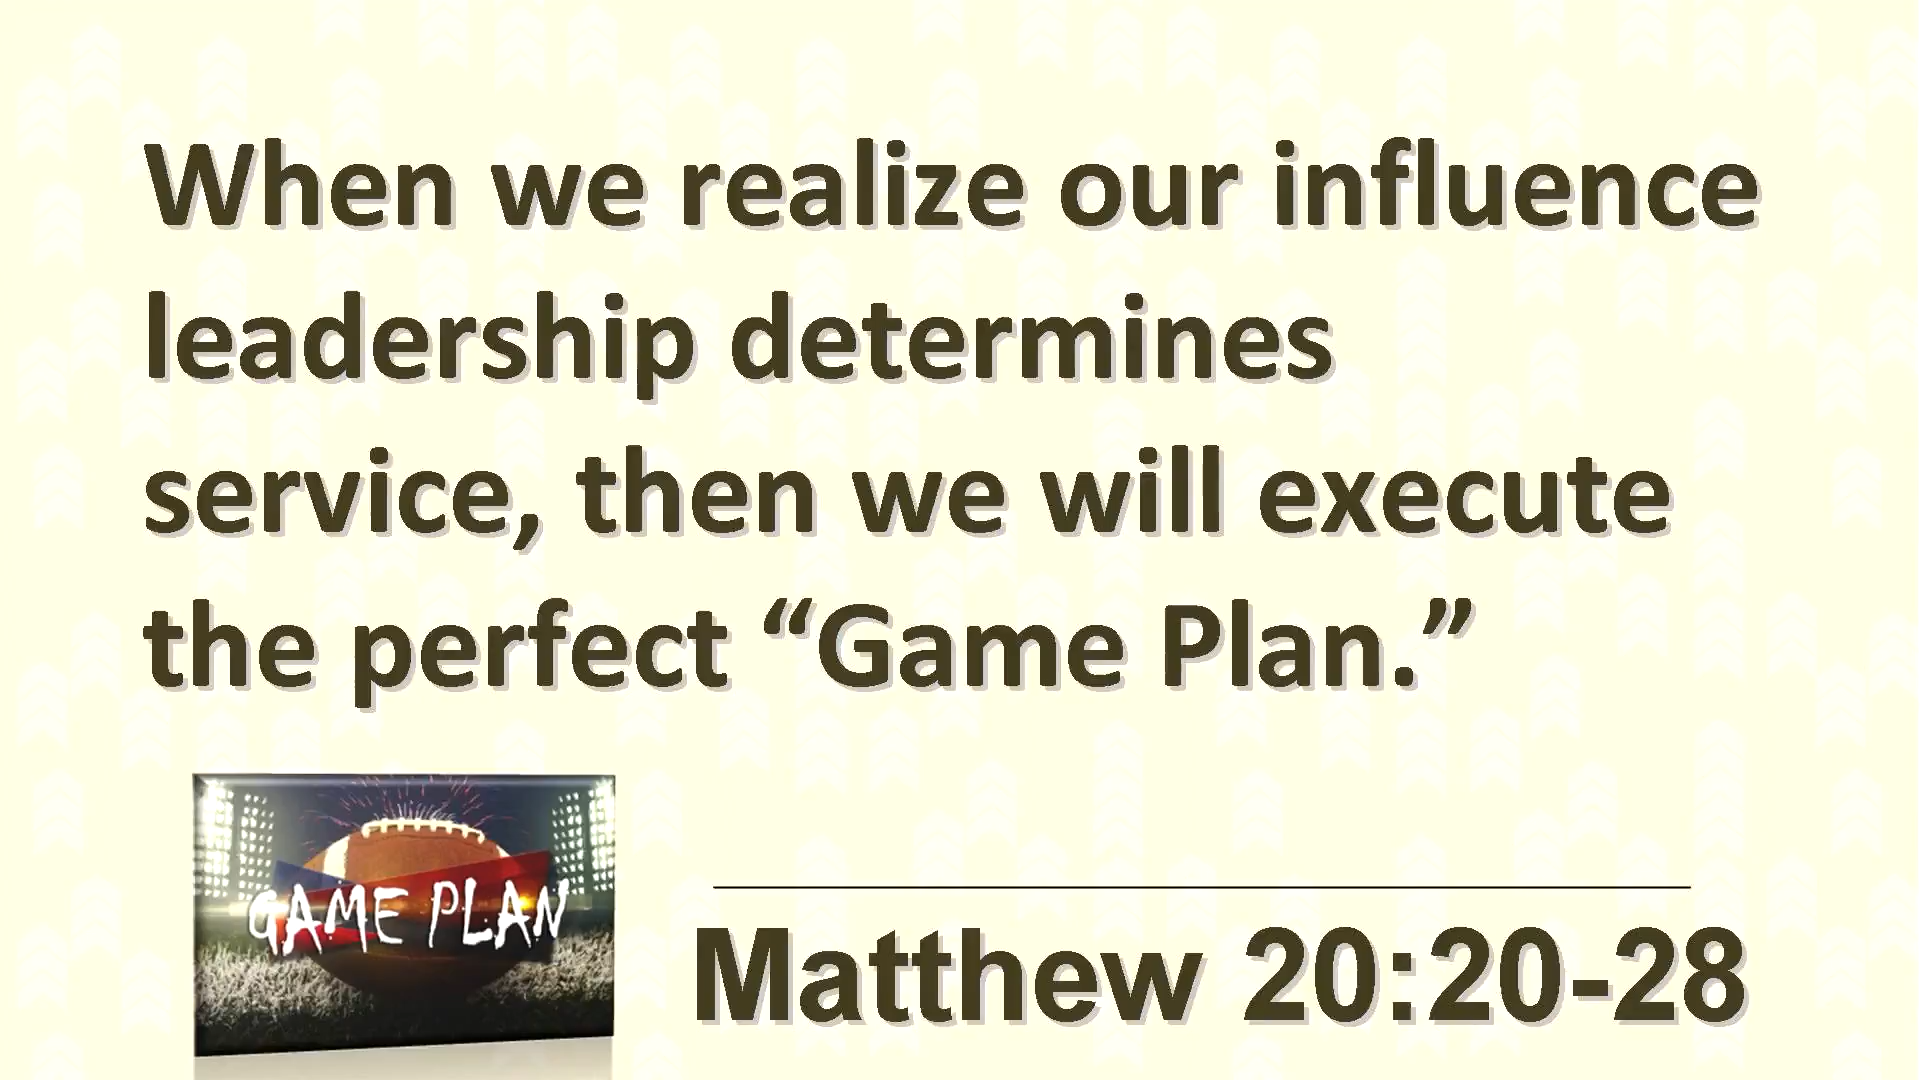 When we realize our influence
leadership determines
service, then we will execute
the perfect “Game Plan.”
GAME PLAN
Matthew 20:20-28